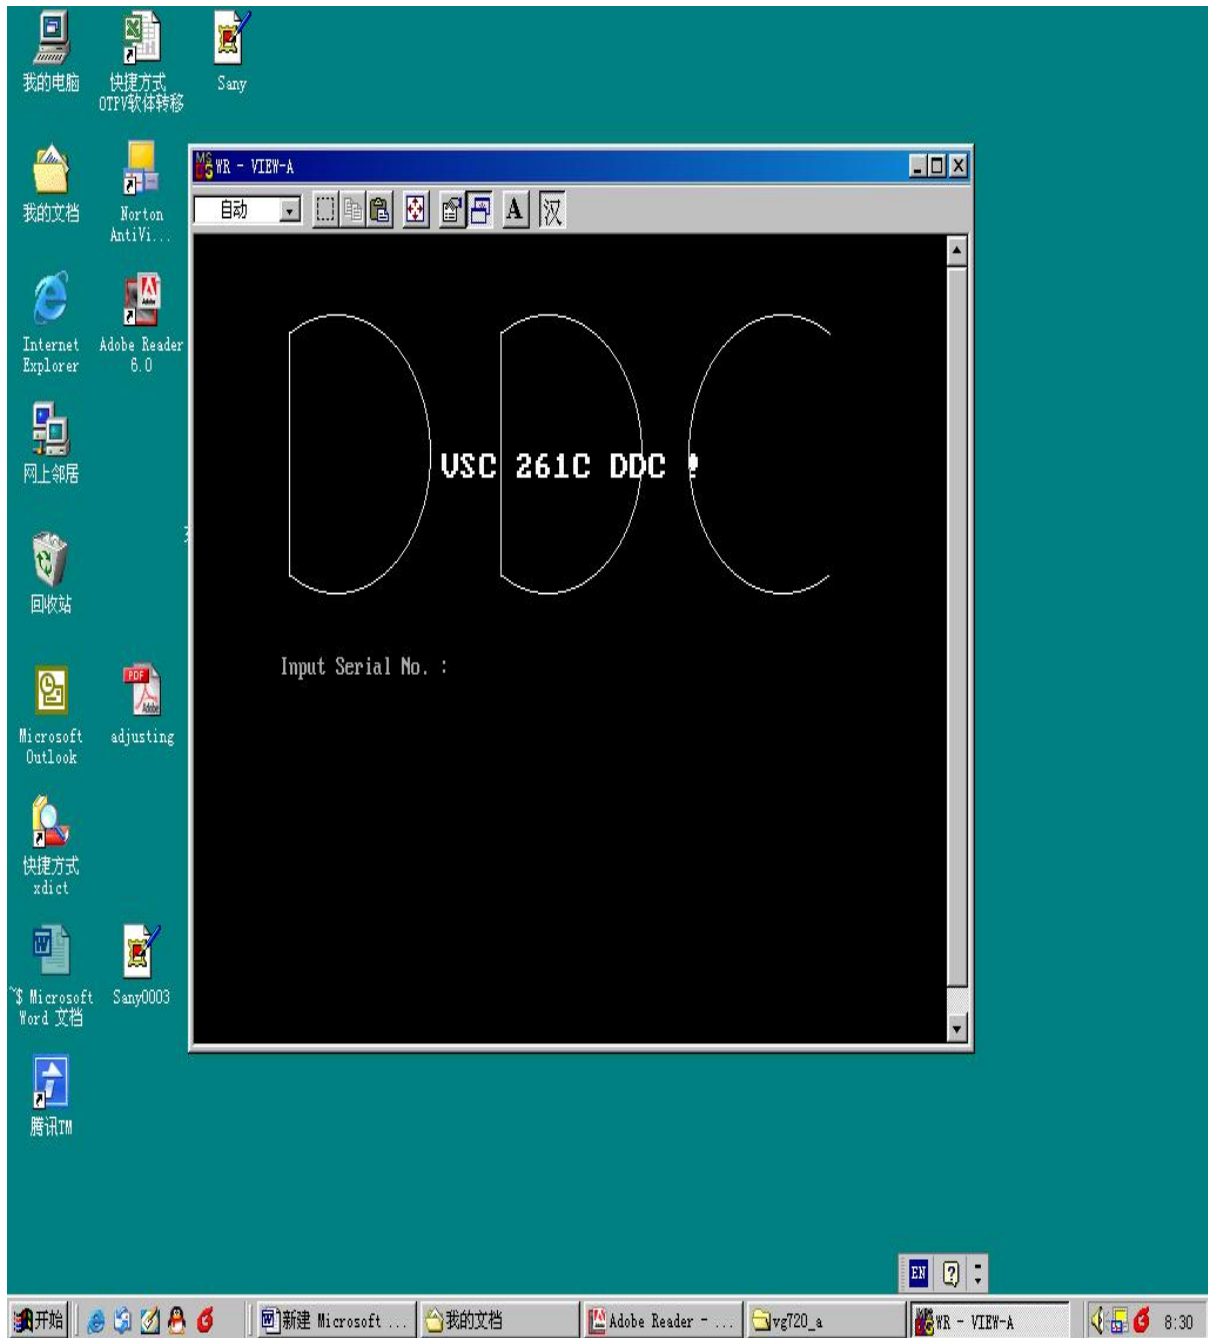 我的电脑
快捷方式
OTPV软体转移
Sany
我的文档
Norton
AntiVi...
Internet
Explorer
Adobe Reader
6.0
网上邻居
回收站
Microsoft
Outlook
adjusting
快捷方式
xdict
~$ Microsoft
Word 文档
Sany0003
腾讯TM
WR - VIEW-A
自动
A
汉
DDC
VSC 261C DDC !
Input Serial No. :
EN
开始
新建 Microsoft ...
我的文档
Adobe Reader - ...
vg720_a
WR - VIEW-A
8:30